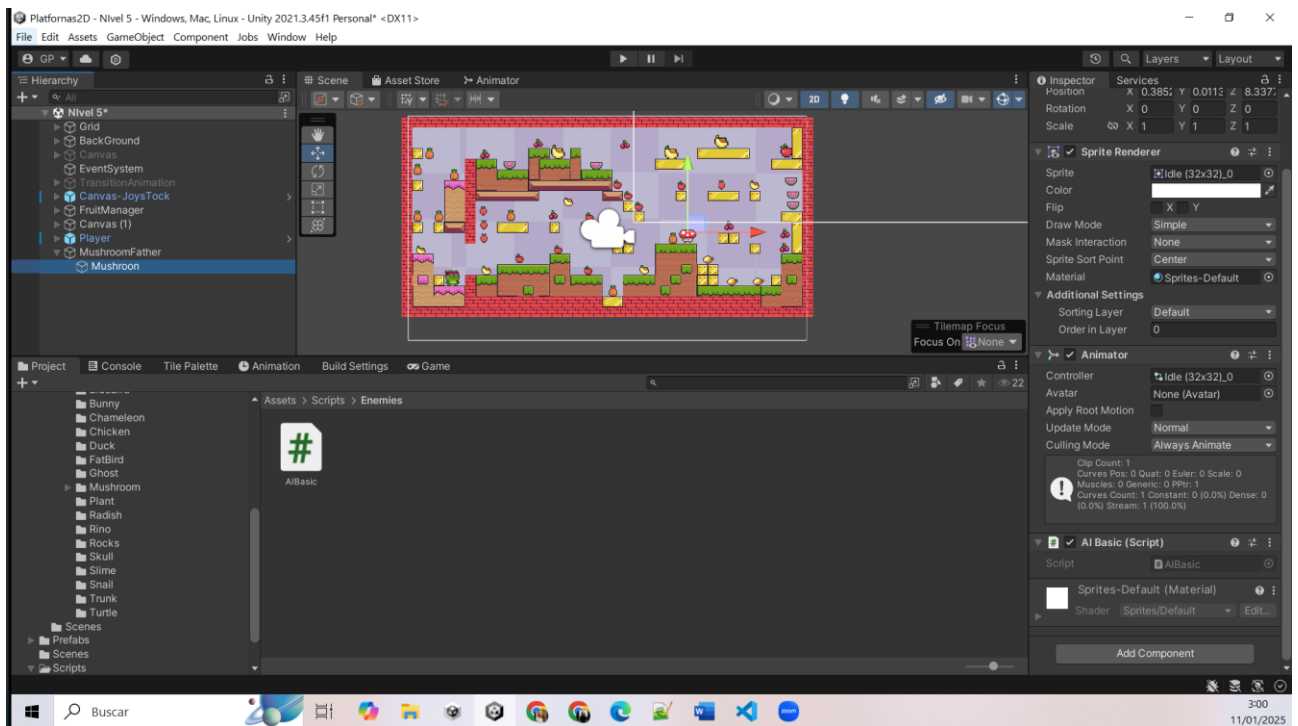 Platfornas2D - NIvel 5 - Windows, Mac, Linux - Unity 2021.3.45f1 Personal* <DX11>
File Edit Assets GameObject Component Jobs Window Help
GP
Layers
Layout
Hierarchy
Scene
Asset Store
Animator
All
2D
NIvel 5*
Grid
BackGround
Canvas
EventSystem
TransitionAnimation
Canvas-JoysTock
FruitManager
Canvas (1)
Player
MushroomFather
Mushroon
Tilemap Focus
Focus On None
Project
Console
Tile Palette
Animation
Build Settings
Game
22
Bunny
Chameleon
Chicken
Duck
FatBird
Ghost
Mushroom
Plant
Radish
Rino
Rocks
Skull
Slime
Snail
Trunk
Turtle
Scenes
Prefabs
Scenes
Scripts
Assets > Scripts > Enemies
#
AIBasic
Inspector
Services
Position X 0.3852 Y 0.0113 Z 8.3377
Rotation X 0 Y 0 Z 0
Scale X 1 Y 1 Z 1
Sprite Renderer
Sprite Idle (32x32)_0
Color
Flip X Y
Draw Mode Simple
Mask Interaction None
Sprite Sort Point Center
Material Sprites-Default
Additional Settings
Sorting Layer Default
Order in Layer 0
Animator
Controller Idle (32x32)_0
Avatar None (Avatar)
Apply Root Motion
Update Mode Normal
Culling Mode Always Animate
Clip Count: 1
Curves Pos: 0 Quat: 0 Euler: 0 Scale: 0
Muscles: 0 Generic: 0 PPtr: 1
Curves Count: 1 Constant: 0 (0.0%) Dense: 0
(0.0%) Stream: 1 (100.0%)
AI Basic (Script)
Script AIBasic
Sprites-Default (Material)
Shader Sprites/Default Edit...
Add Component
Buscar
zoom
3:00
11/01/2025